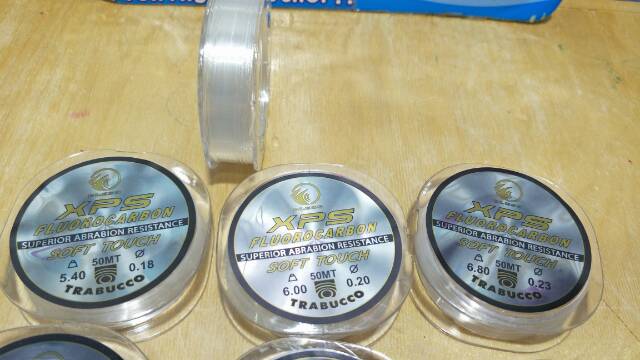 XPS
FLUOROCARBON
SUPERIOR ABRABION RESISTANCE
SOFT TOUCH
50MT
5.40 0.18
TRABUCCO
XPS
FLUOROCARBON
SUPERIOR ABRABION RESISTANCE
SOFT TOUCH
50MT
6.00 0.20
TRABUCCO
XPS
FLUOROCARBON
SUPERIOR ABRABION RESISTANCE
SOFT TOUCH
50MT
6.80 0.23
TRABUCCO